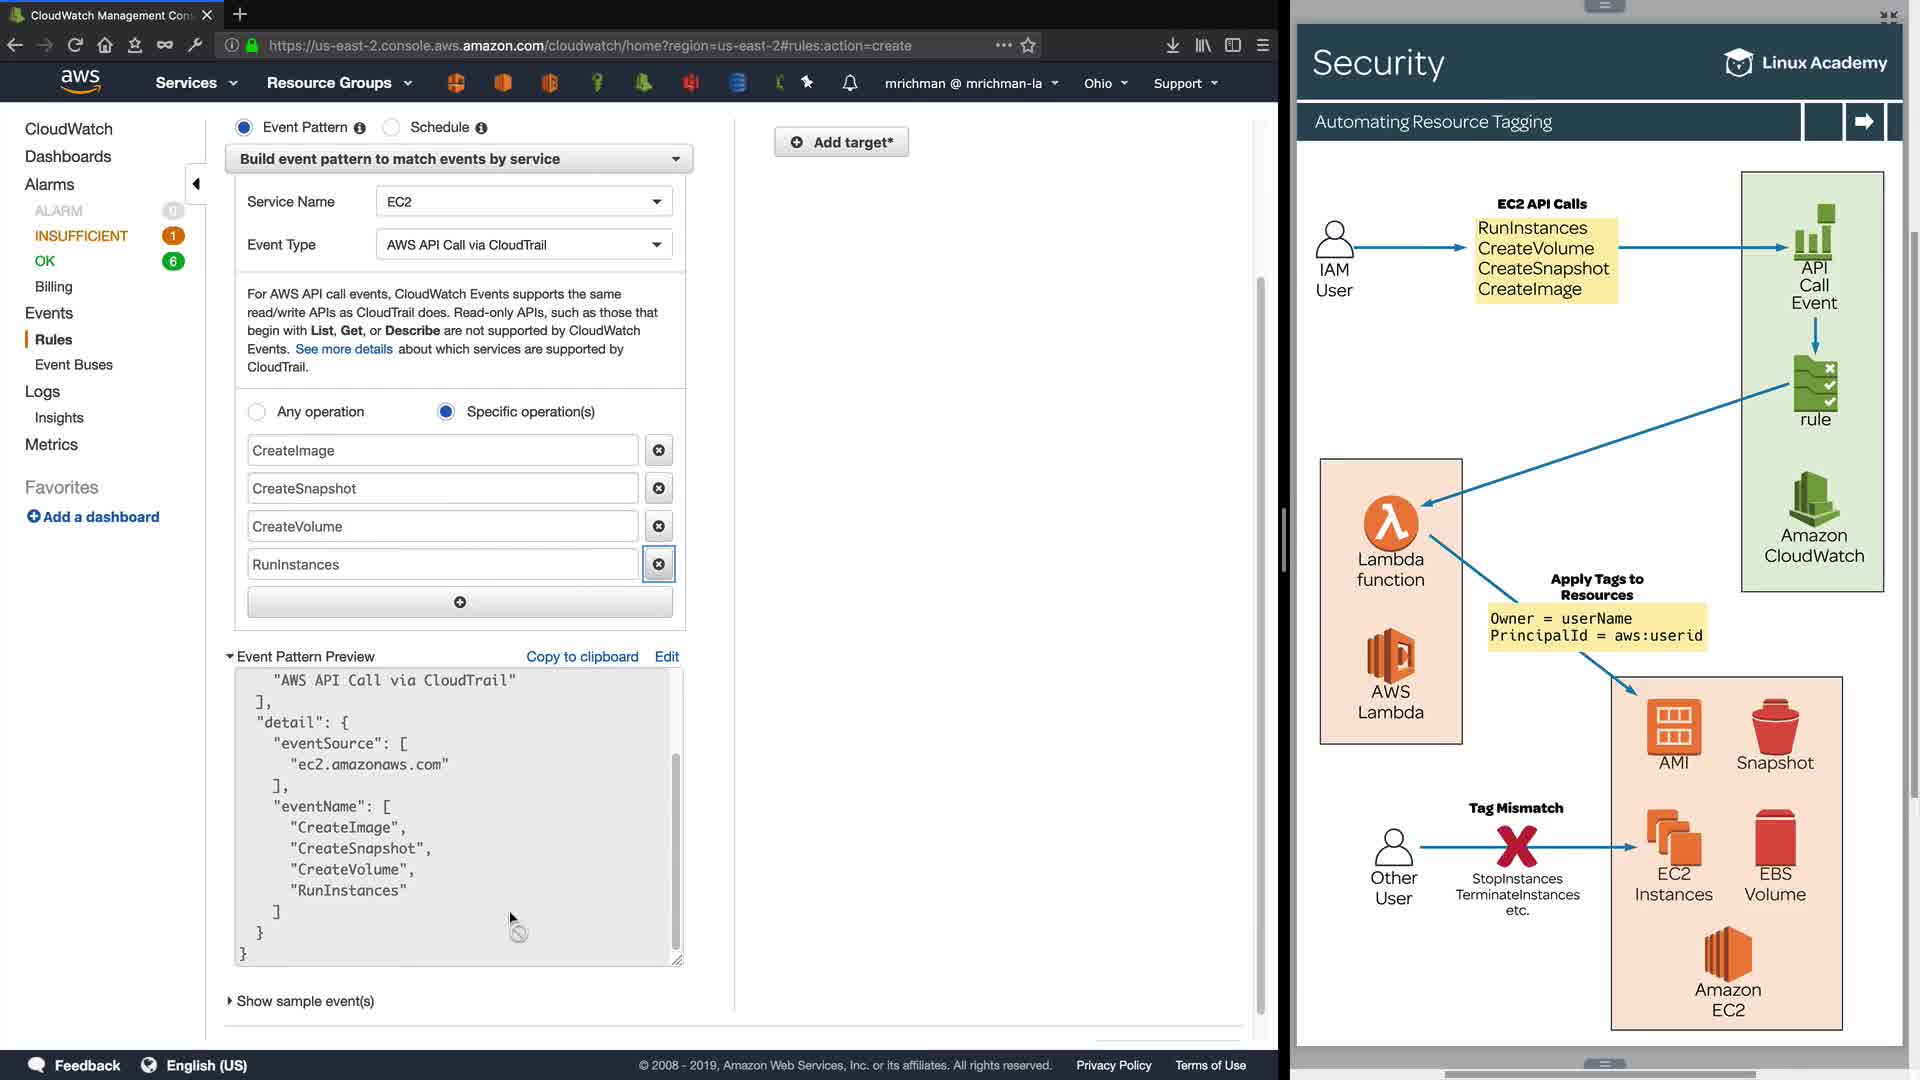 CloudWatch Management Con
https://us-east-2.console.aws.amazon.com/cloudwatch/home?region=us-east-2#rules:action=create
aws
Services
Resource Groups
mrichman @ mrichman-la
Ohio
Support
CloudWatch
Dashboards
Alarms
ALARM
0
INSUFFICIENT
1
OK
6
Billing
Events
Rules
Event Buses
Logs
Insights
Metrics
Favorites
Add a dashboard
Event Pattern
Schedule
Build event pattern to match events by service
Service Name
EC2
Event Type
AWS API Call via CloudTrail
For AWS API call events, CloudWatch Events supports the same
read/write APIs as CloudTrail does. Read-only APIs, such as those that
begin with List, Get, or Describe are not supported by CloudWatch
Events. See more details about which services are supported by
CloudTrail.
Any operation
Specific operation(s)
CreateImage
CreateSnapshot
CreateVolume
RunInstances
Event Pattern Preview
Copy to clipboard
Edit
"AWS API Call via CloudTrail"
],
"detail": {
"eventSource": [
"ec2.amazonaws.com"
],
"eventName": [
"CreateImage",
"CreateSnapshot",
"CreateVolume",
"RunInstances"
]
}
}
Show sample event(s)
Add target*
Feedback
English (US)
© 2008 - 2019, Amazon Web Services, Inc. or its affiliates. All rights reserved.
Privacy Policy
Terms of Use
Security
Linux Academy
Automating Resource Tagging
EC2 API Calls
RunInstances
CreateVolume
CreateSnapshot
CreateImage
IAM
User
API
Call
Event
rule
Amazon
CloudWatch
Lambda
function
AWS
Lambda
Apply Tags to
Resources
Owner = userName
PrincipalId = aws:userid
AMI
Snapshot
Tag Mismatch
Other
User
StopInstances
TerminateInstances
etc.
EC2
Instances
EBS
Volume
Amazon
EC2